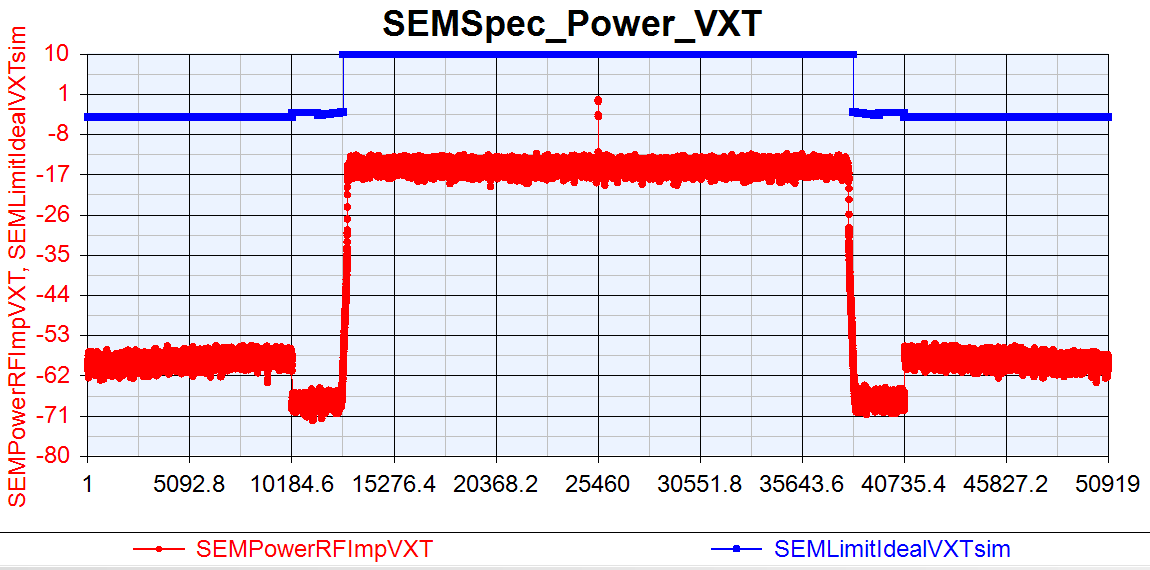 SEMSpec_Power_VXT
SEMPowerRFImpVXT, SEMLimitIdealVXTsim
10
1
-8
-17
-26
-35
-44
-53
-62
-71
-80
1 5092.8 10184.6 15276.4 20368.2 25460 30551.8 35643.6 40735.4 45827.2 50919
SEMPowerRFImpVXT SEMLimitIdealVXTsim